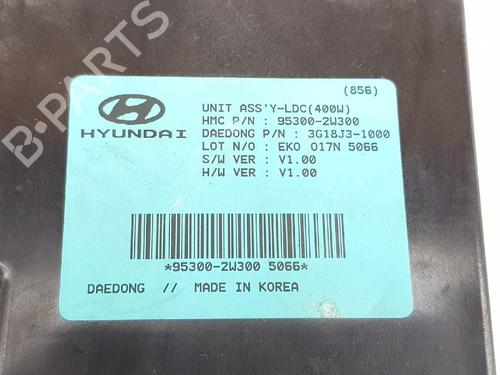 (856)
HYUNDAI
UNIT ASS'Y-LDC(400W)
HMC P/N : 95300-2W300
DAEDONG P/N : 3G18J3-1000
LOT N/O : EKO 017N 5066
S/W VER : V1.00
H/W VER : V1.00
*95300-2W300 5066*
DAEDONG // MADE IN KOREA
B-PARTS